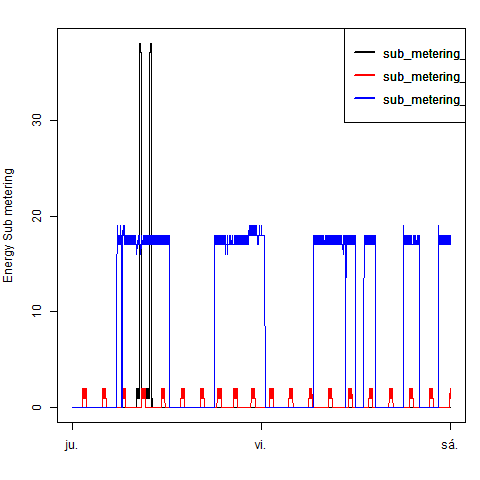 sub_metering_
sub_metering_
sub_metering_
Energy Sub metering
30
20
10
0
ju.
vi.
sá.